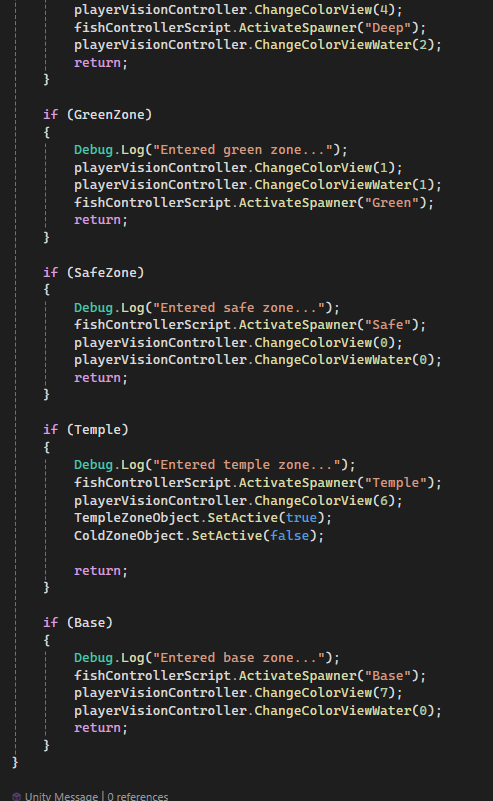 playerVisionController.ChangeColorView(4);
fishControllerScript.ActivateSpawner("Deep");
playerVisionController.ChangeColorViewWater(2);
return;
}
if (GreenZone)
{
Debug.Log("Entered green zone...");
playerVisionController.ChangeColorView(1);
playerVisionController.ChangeColorViewWater(1);
fishControllerScript.ActivateSpawner("Green");
return;
}
if (SafeZone)
{
Debug.Log("Entered safe zone...");
fishControllerScript.ActivateSpawner("Safe");
playerVisionController.ChangeColorView(0);
playerVisionController.ChangeColorViewWater(0);
return;
}
if (Temple)
{
Debug.Log("Entered temple zone...");
fishControllerScript.ActivateSpawner("Temple");
playerVisionController.ChangeColorView(6);
TempleZoneObject.SetActive(true);
ColdZoneObject.SetActive(false);
return;
}
if (Base)
{
Debug.Log("Entered base zone...");
fishControllerScript.ActivateSpawner("Base");
playerVisionController.ChangeColorView(7);
playerVisionController.ChangeColorViewWater(0);
return;
}
}
Unity Message | 0 references